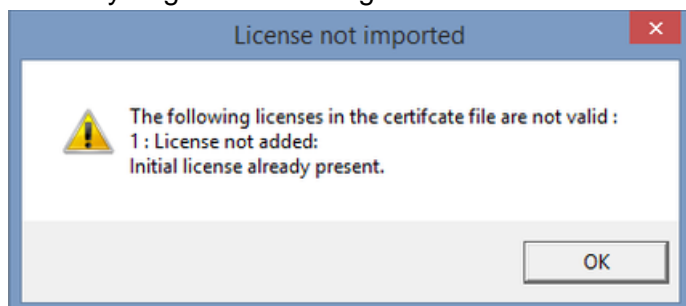 License not imported
The following licenses in the certifcate file are not valid :
1 : License not added:
Initial license already present.
OK